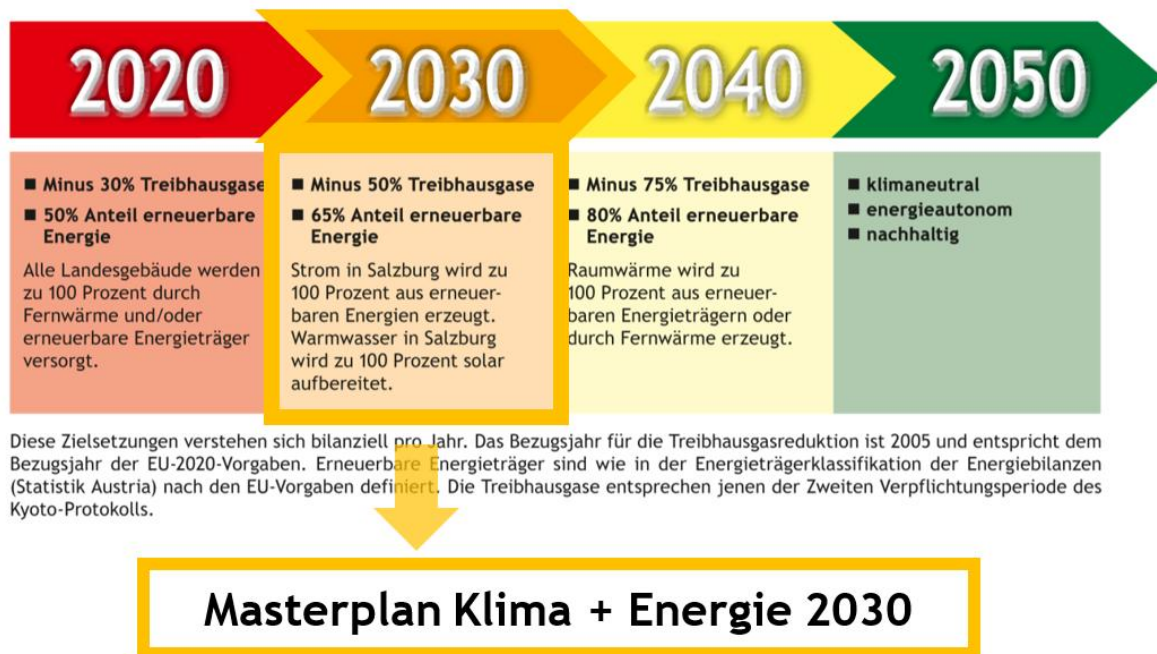 2020
2030
2040
2050
■ Minus 30% Treibhausgase
■ 50% Anteil erneuerbare
Energie
Alle Landesgebäude werden
zu 100 Prozent durch
Fernwärme und/oder
erneuerbare Energieträger
versorgt.
■ Minus 50% Treibhausgase
■ 65% Anteil erneuerbare
Energie
Strom in Salzburg wird zu
100 Prozent aus erneuer-
baren Energien erzeugt.
Warmwasser in Salzburg
wird zu 100 Prozent solar
aufbereitet.
■ Minus 75% Treibhausgase
■ 80% Anteil erneuerbare
Energie
Raumwärme wird zu
100 Prozent aus erneuer-
baren Energieträgern oder
durch Fernwärme erzeugt.
■ klimaneutral
■ energieautonom
■ nachhaltig
Diese Zielsetzungen verstehen sich bilanziell pro Jahr. Das Bezugsjahr für die Treibhausgasreduktion ist 2005 und entspricht dem
Bezugsjahr der EU-2020-Vorgaben. Erneuerbare Energieträger sind wie in der Energieträgerklassifikation der Energiebilanzen
(Statistik Austria) nach den EU-Vorgaben definiert. Die Treibhausgase entsprechen jenen der Zweiten Verpflichtungsperiode des
Kyoto-Protokolls.
Masterplan Klima + Energie 2030